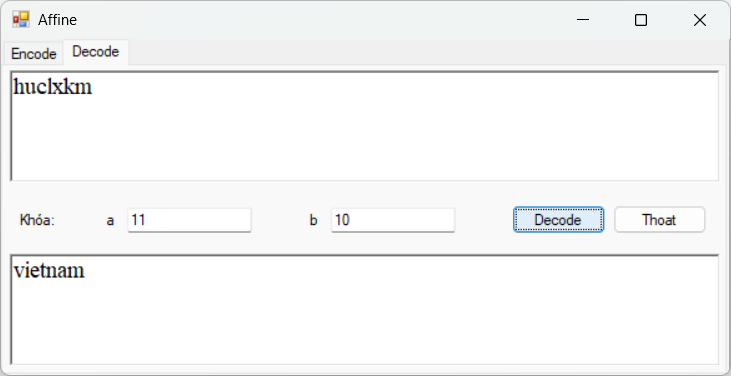 Affine
Encode Decode
huclxkm
Khóa: a 11 b 10 Decode Thoat
vietnam